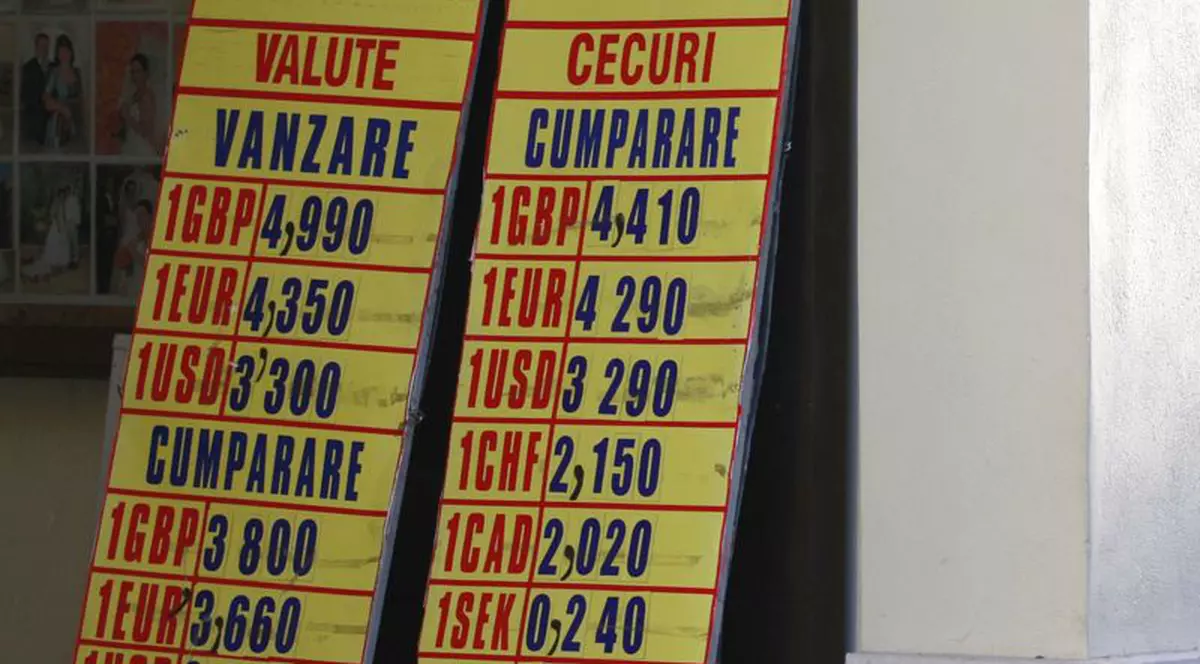 VALUTE
VANZARE
1GBP 4,990
1EUR 4,350
1USD 3,300
CUMPARARE
1GBP 3 800
1EUR 3,660
CECURI
CUMPARARE
1GBP 4,410
1EUR 4 290
1USD 3 290
1CHF 2,150
1CAD 2,020
1SEK 0,240